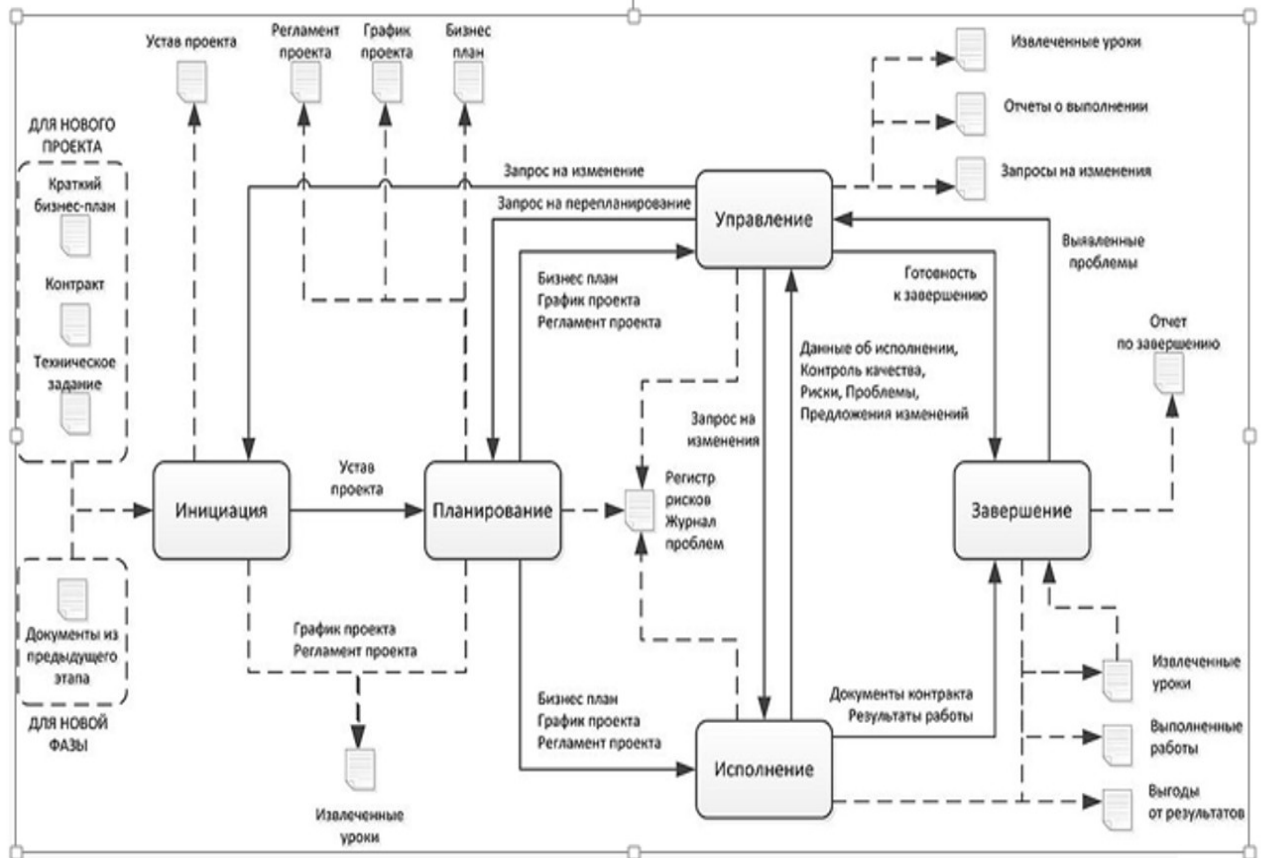 Устав проекта
Регламент
проекта
График
проекта
Бизнес
план
Извлеченные уроки
Отчеты о выполнении
Запросы на изменения
ДЛЯ НОВОГО
ПРОЕКТА
Краткий
бизнес-план
Контракт
Техническое
задание
Запрос на изменение
Запрос на перепланирование
Управление
Бизнес план
График проекта
Регламент проекта
Готовность
к завершению
Выявленные
проблемы
Данные об исполнении,
Контроль качества,
Риски, Проблемы,
Предложения изменений
Запрос на
изменения
Отчет
по завершению
Инициация
Устав
проекта
Планирование
Регистр
рисков
Журнал
проблем
Завершение
Документы из
предыдущего
этапа
ДЛЯ НОВОЙ
ФАЗЫ
График проекта
Регламент проекта
Извлеченные
уроки
Бизнес план
График проекта
Регламент проекта
Исполнение
Документы контракта
Результаты работы
Извлеченные
уроки
Выполненные
работы
Выгоды
от результатов